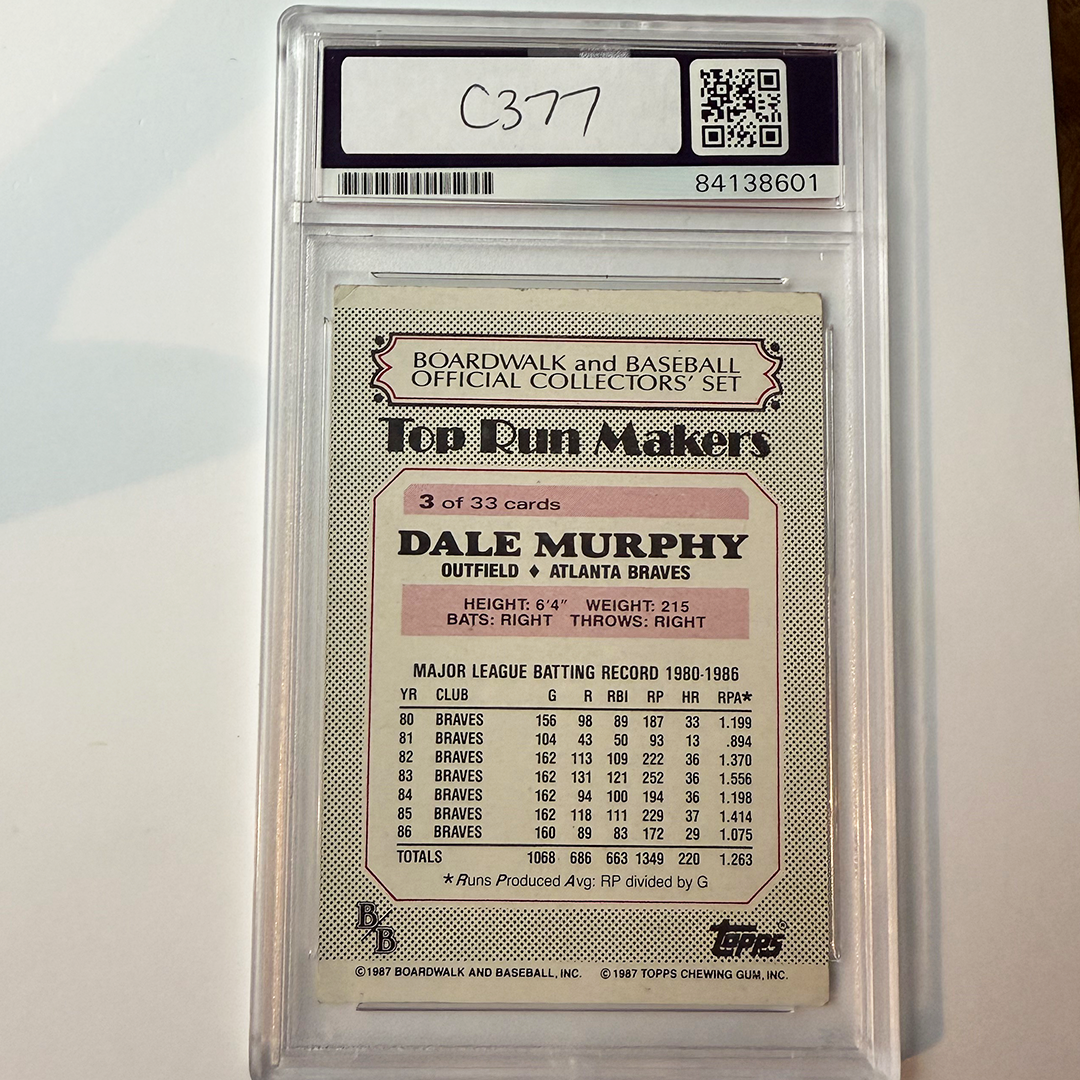 C377
84138601
BOARDWALK and BASEBALL
OFFICIAL COLLECTORS' SET
Top Run Makers
3 of 33 cards
DALE MURPHY
OUTFIELD ♦ ATLANTA BRAVES
HEIGHT: 6'4" WEIGHT: 215
BATS: RIGHT THROWS: RIGHT
MAJOR LEAGUE BATTING RECORD 1980-1986
YR CLUB G R RBI RP HR RPA*
80 BRAVES 156 98 89 187 33 1.199
81 BRAVES 104 43 50 93 13 .894
82 BRAVES 162 113 109 222 36 1.370
83 BRAVES 162 131 121 252 36 1.556
84 BRAVES 162 94 100 194 36 1.198
85 BRAVES 162 118 111 229 37 1.414
86 BRAVES 160 89 83 172 29 1.075
TOTALS 1068 686 663 1349 220 1.263
*Runs Produced Avg: RP divided by G
B/B
topps
©1987 BOARDWALK AND BASEBALL, INC. ©1987 TOPPS CHEWING GUM, INC.